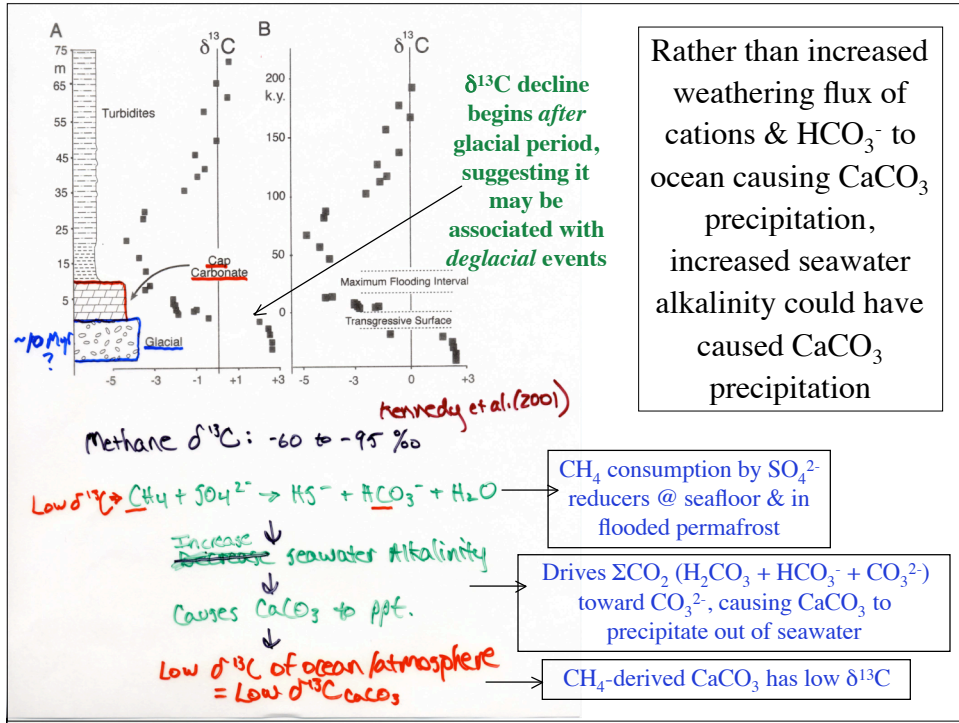 A
δ¹³C
75
m
65
55
45
35
25
15
5
Turbidites
Cap
Carbonate
Glacial
~10 Myr
?
-5
-3
-1
0
+1
B
δ¹³C
200
k.y.
150
100
50
0
Maximum Flooding Interval
Transgressive Surface
-5
-3
-1
0
+3
δ¹³C decline
begins after
glacial period,
suggesting it
may be
associated with
deglacial events
Rather than increased
weathering flux of
cations & HCO₃⁻ to
ocean causing CaCO₃
precipitation,
increased seawater
alkalinity could have
caused CaCO₃
precipitation
Kennedy et al. (2001)
Methane δ¹³C: -60 to -95 ‰
Low δ¹³C → CH4 + SO4²⁻ → HS⁻ + HCO3⁻ + H2O
CH₄ consumption by SO₄²⁻
reducers @ seafloor & in
flooded permafrost
Increase
Decrease seawater Alkalinity
Causes CaCO3 to ppt.
Drives ΣCO₂ (H₂CO₃ + HCO₃⁻ + CO₃²⁻)
toward CO₃²⁻, causing CaCO₃ to
precipitate out of seawater
Low δ¹³C of ocean/atmosphere
= Low δ¹³C CaCO3
CH₄-derived CaCO₃ has low δ¹³C